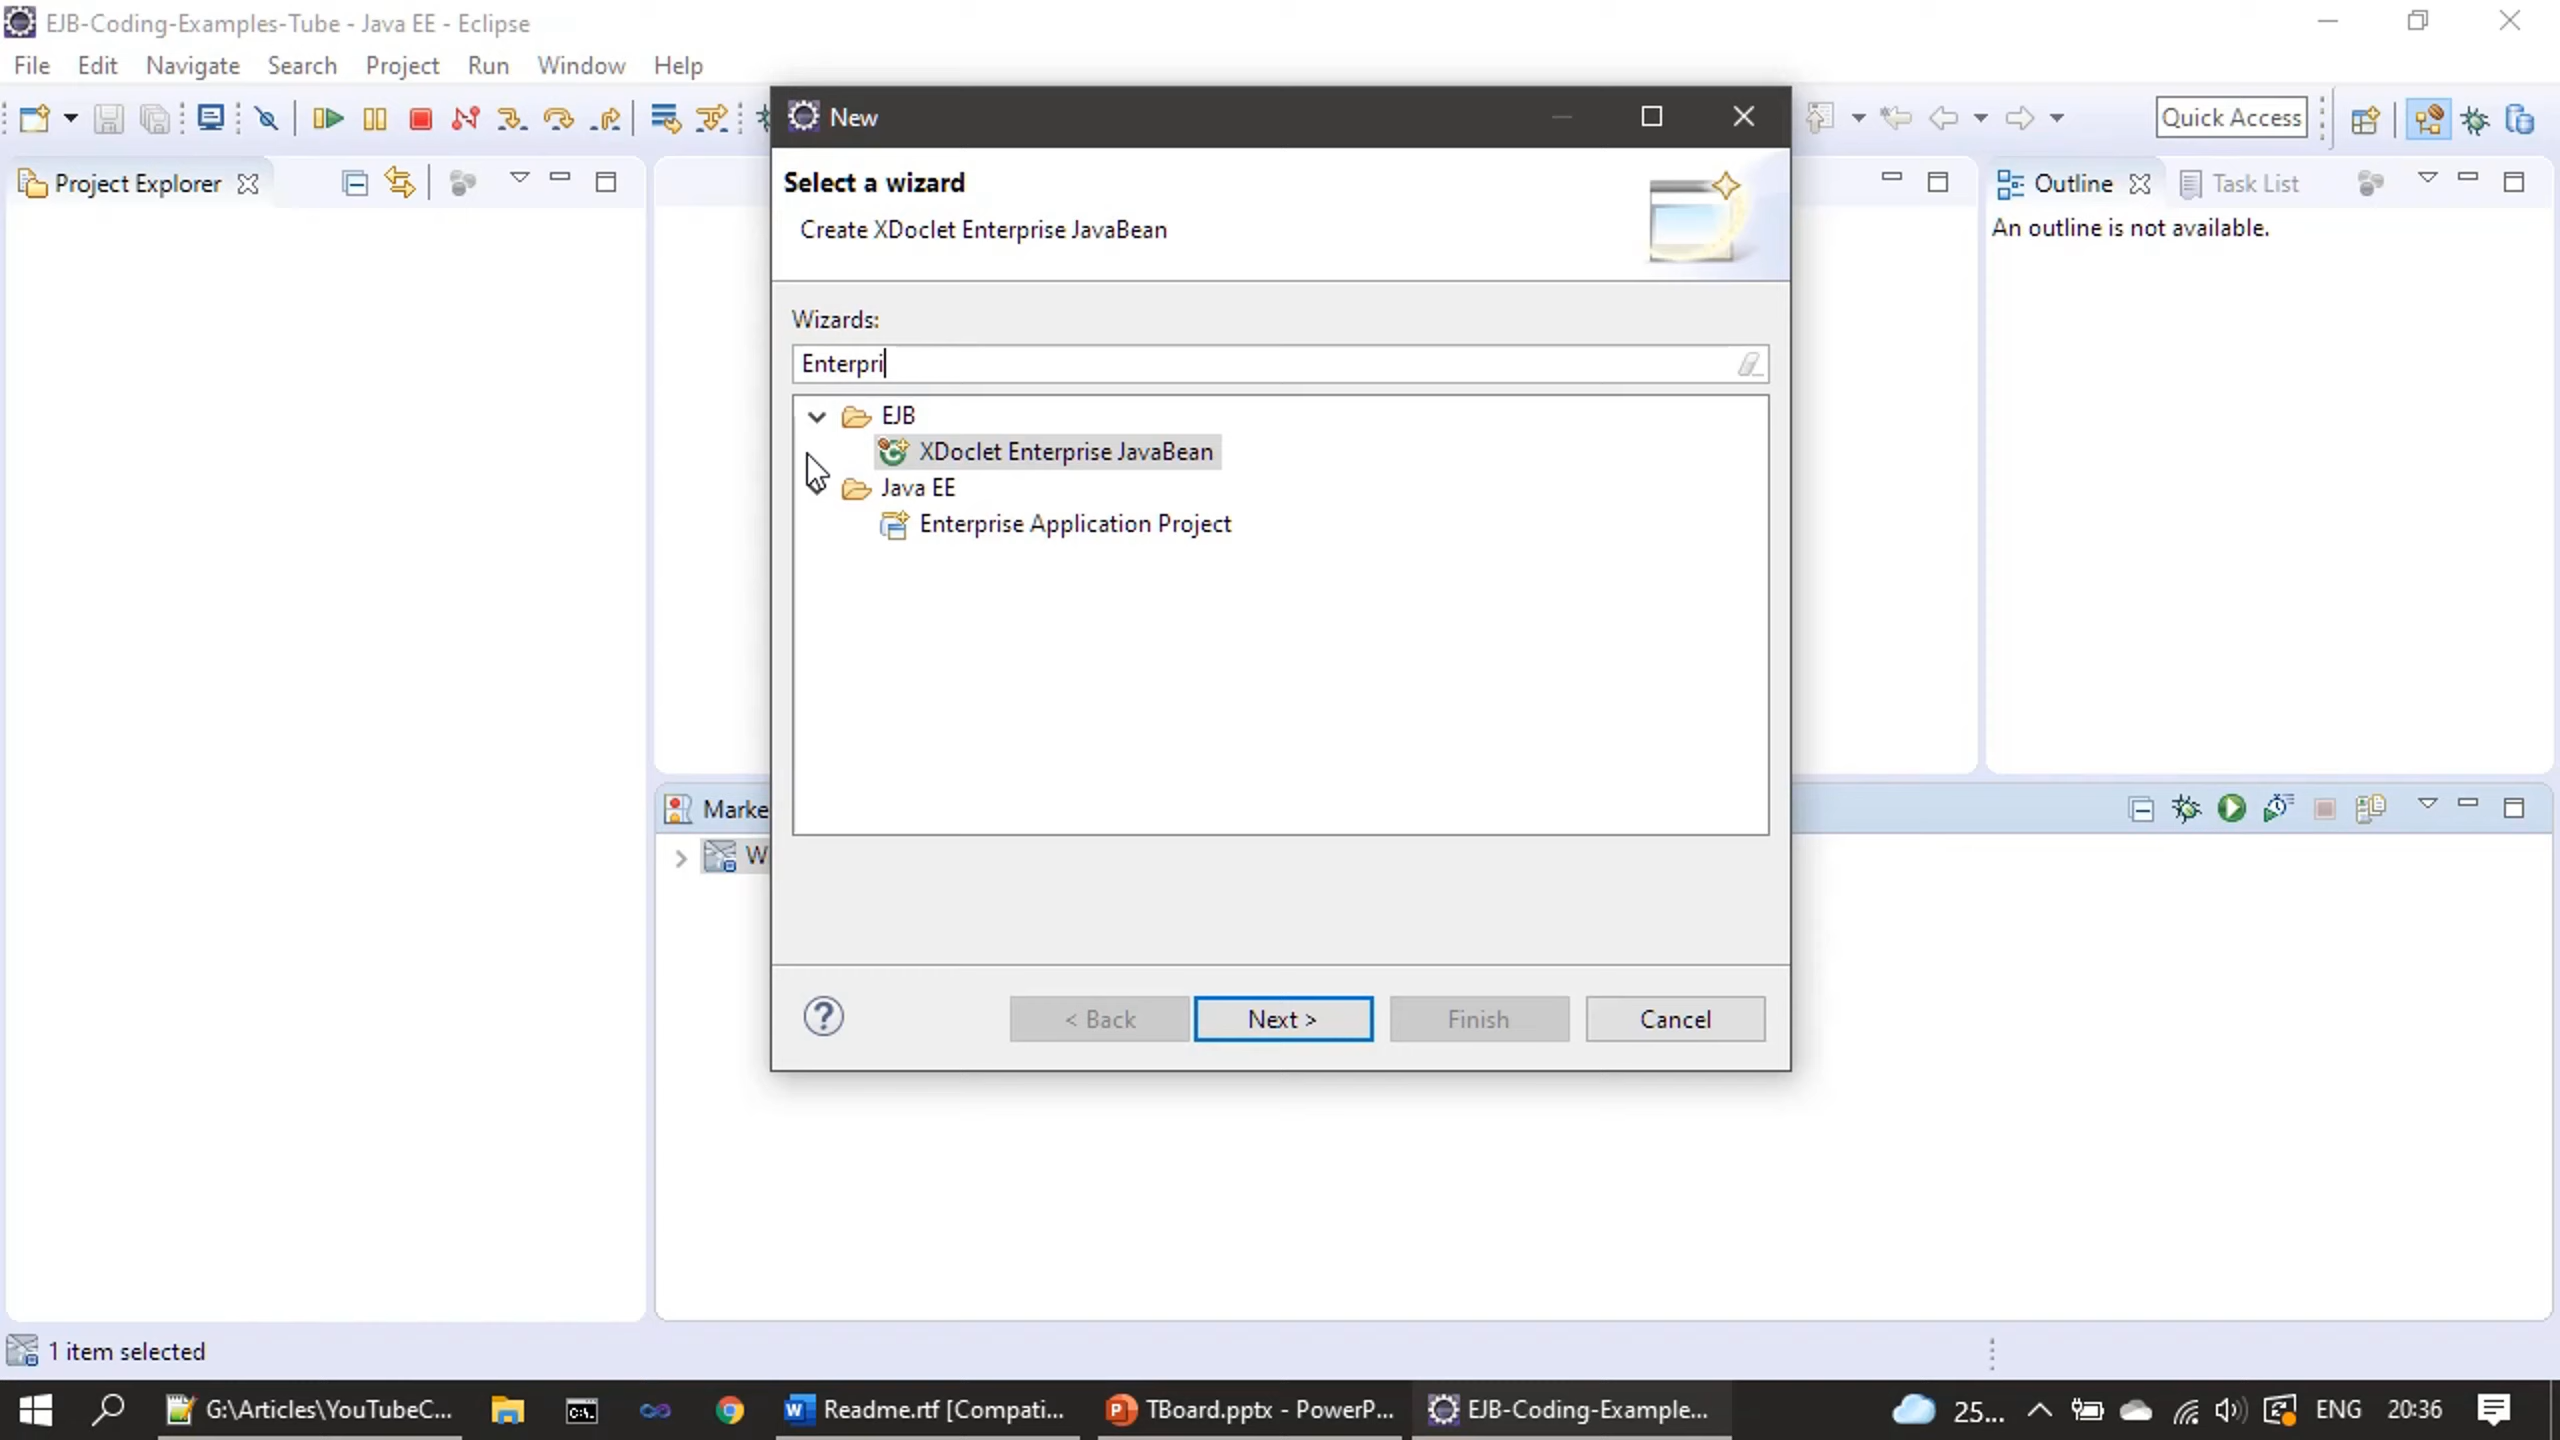 EJB-Coding-Examples-Tube - Java EE - Eclipse
File Edit Navigate Search Project Run Window Help
Quick Access
Project Explorer
Outline
Task List
An outline is not available.
New
Select a wizard
Create XDoclet Enterprise JavaBean
Wizards:
Enterpri
EJB
XDoclet Enterprise JavaBean
Java EE
Enterprise Application Project
Marke
W
< Back
Next >
Finish
Cancel
1 item selected
G:\Articles\YouTubeC...
Readme.rtf [Compati...
TBoard.pptx - PowerP...
EJB-Coding-Example...
25...
ENG
20:36